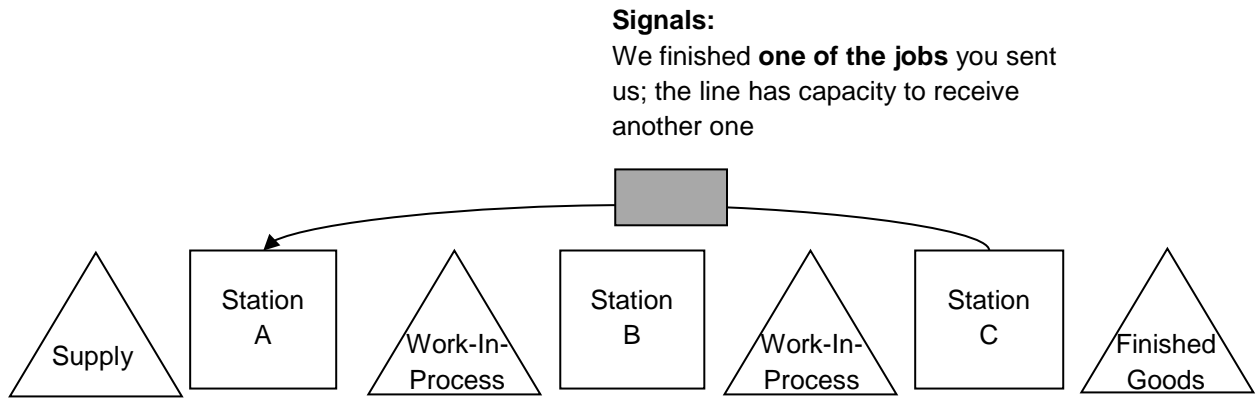 Signals:
We finished one of the jobs you sent
us; the line has capacity to receive
another one
Supply
Station
A
Work-In-
Process
Station
B
Work-In-
Process
Station
C
Finished
Goods